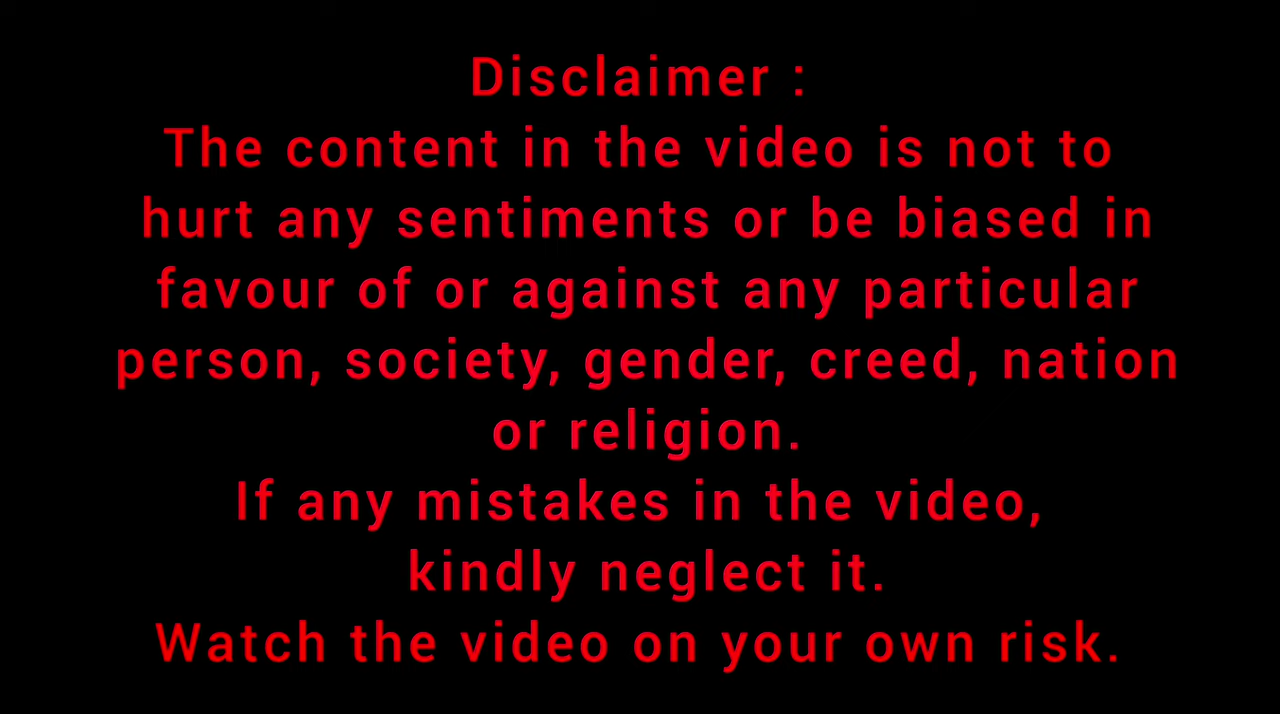 Disclaimer :
The content in the video is not to
hurt any sentiments or be biased in
favour of or against any particular
person, society, gender, creed, nation
or religion.
If any mistakes in the video,
kindly neglect it.
Watch the video on your own risk.